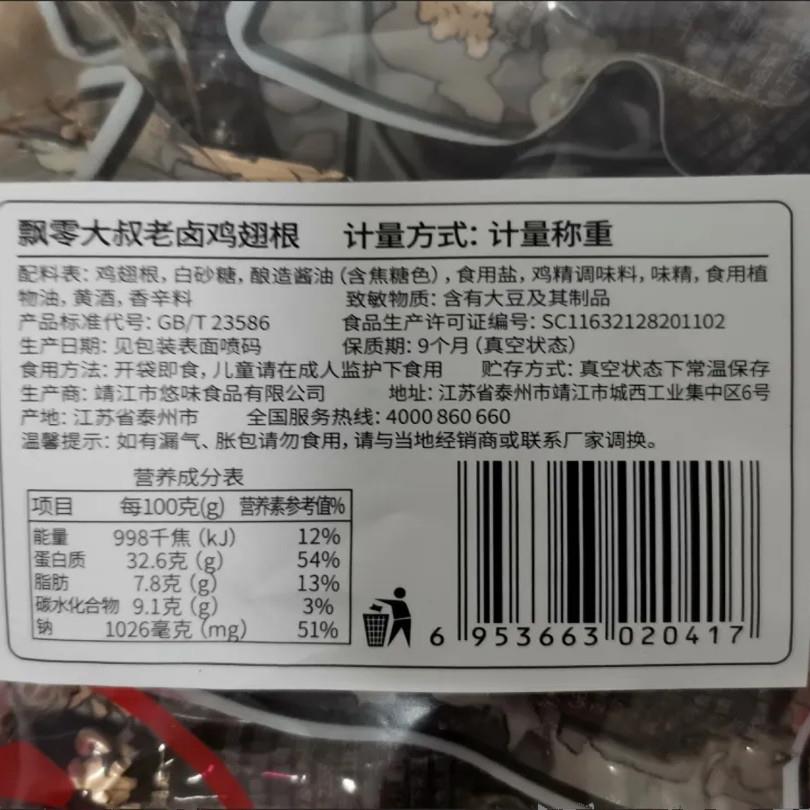 飘零大叔老卤鸡翅根 计量方式: 计量称重
配料表: 鸡翅根, 白砂糖, 酿造酱油 (含焦糖色) , 食用盐, 鸡精调味料, 味精, 食用植
物油, 黄酒, 香辛料 致敏物质: 含有大豆及其制品
产品标准代号: GB/T 23586 食品生产许可证编号: SC11632128201102
生产日期: 见包装表面喷码 保质期: 9个月 (真空状态)
食用方法: 开袋即食, 儿童请在成人监护下食用 贮存方式: 真空状态下常温保存
生产商: 靖江市悠味食品有限公司 地址: 江苏省泰州市靖江市城西工业集中区6号
产地: 江苏省泰州市 全国服务热线: 4000 860 660
温馨提示: 如有漏气、胀包请勿食用, 请与当地经销商或联系厂家调换。
营养成分表
项目 每100克(g) 营养素参考值%
能量 998千焦 (kJ) 12%
蛋白质 32.6克 (g) 54%
脂肪 7.8克 (g) 13%
碳水化合物 9.1克 (g) 3%
钠 1026毫克 (mg) 51%
6 953663 020417